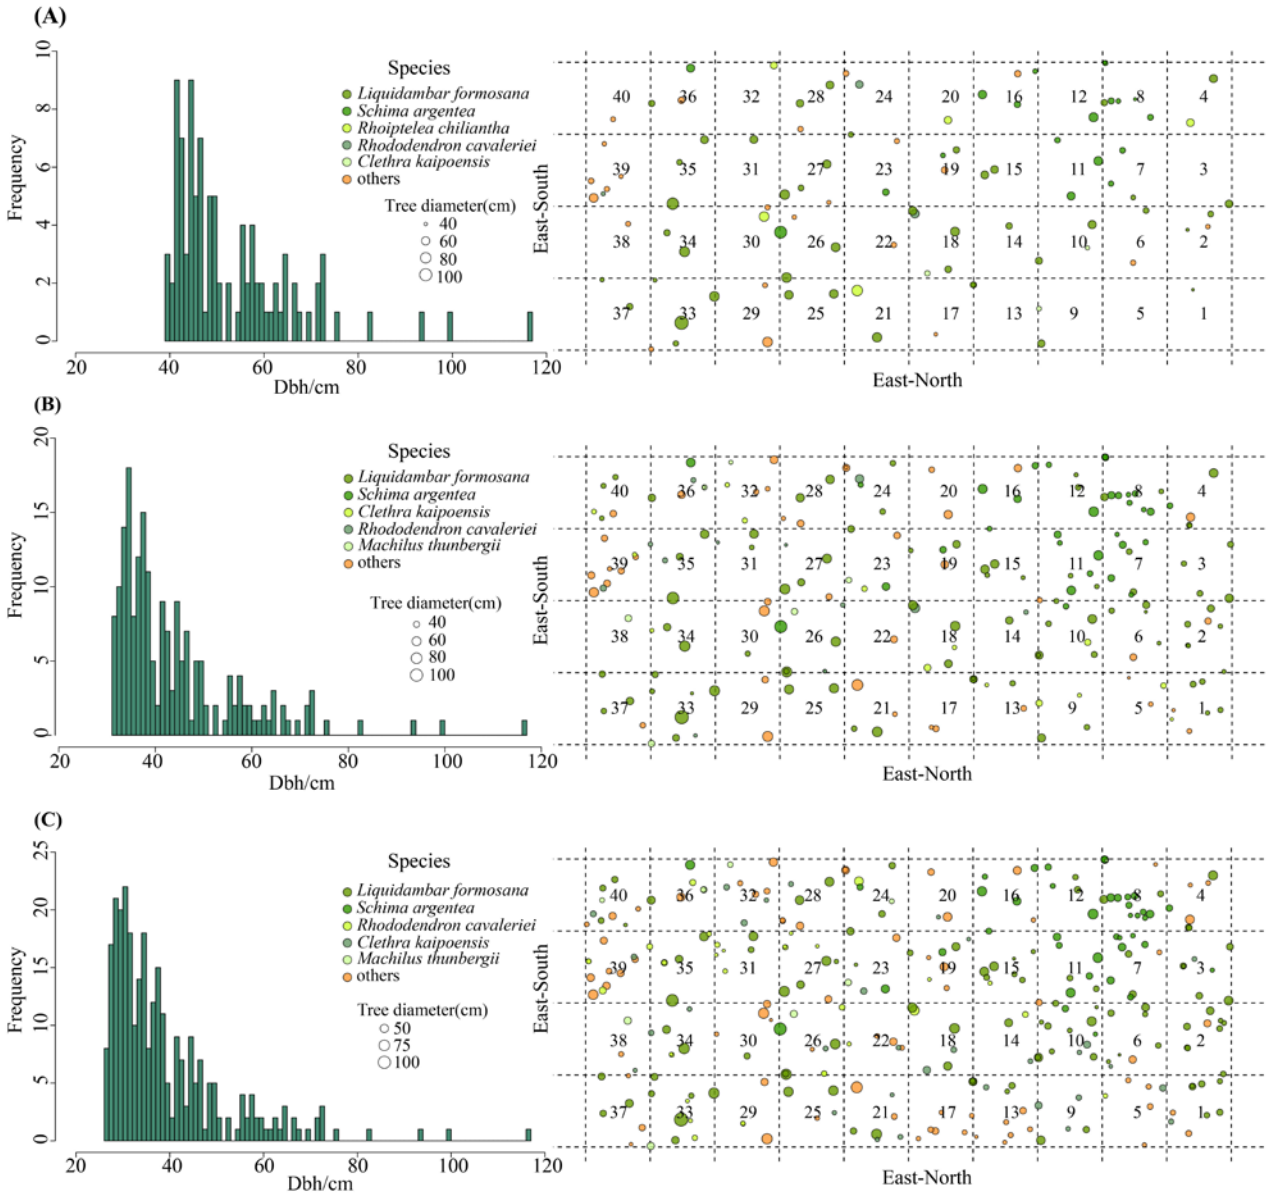 (A)
Frequency
0
2
4
6
8
10
20
40
60
80
100
120
Dbh/cm
Species
Liquidambar formosana
Schima argentea
Rhoiptelea chiliantha
Rhododendron cavaleriei
Clethra kaipoensis
others
Tree diameter(cm)
40
60
80
100
East-South
40 36 32 28 24 20 16 12 8 4
39 35 31 27 23 19 15 11 7 3
38 34 30 26 22 18 14 10 6 2
37 33 29 25 21 17 13 9 5 1
East-North
(B)
Frequency
0
5
10
15
20
20
40
60
80
100
120
Dbh/cm
Species
Liquidambar formosana
Schima argentea
Clethra kaipoensis
Rhododendron cavaleriei
Machilus thunbergii
others
Tree diameter(cm)
40
60
80
100
East-South
40 36 32 28 24 20 16 12 8 4
39 35 31 27 23 19 15 11 7 3
38 34 30 26 22 18 14 10 6 2
37 33 29 25 21 17 13 9 5 1
East-North
(C)
Frequency
0
5
10
15
20
25
20
40
60
80
100
120
Dbh/cm
Species
Liquidambar formosana
Schima argentea
Rhododendron cavaleriei
Clethra kaipoensis
Machilus thunbergii
others
Tree diameter(cm)
50
75
100
East-South
40 36 32 28 24 20 16 12 8 4
39 35 31 27 23 19 15 11 7 3
38 34 30 26 22 18 14 10 6 2
37 33 29 25 21 17 13 9 5 1
East-North